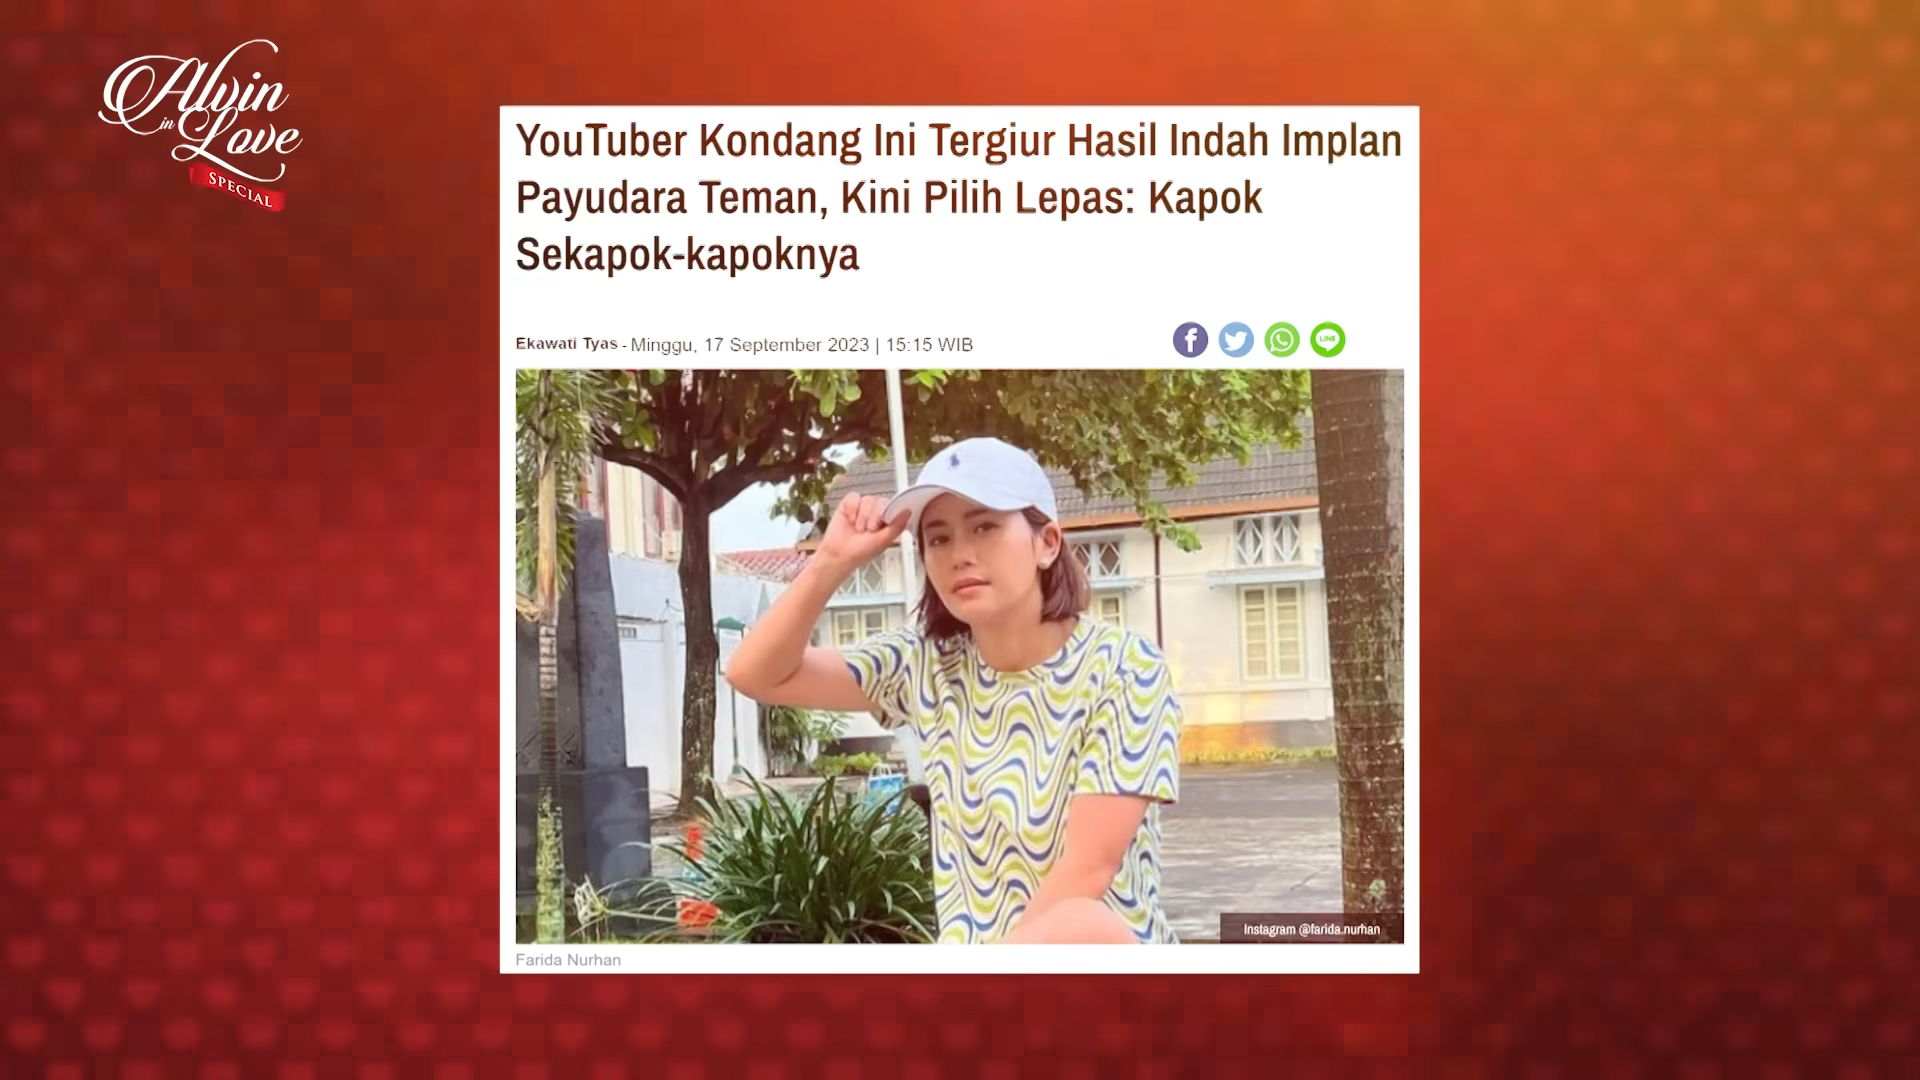 Alvin
in Love
SPECIAL
YouTuber Kondang Ini Tergiur Hasil Indah Implan
Payudara Teman, Kini Pilih Lepas: Kapok
Sekapok-kapoknya
Ekawati Tyas - Minggu, 17 September 2023 | 15:15 WIB
LINE
Instagram @farida.nurhan
Farida Nurhan